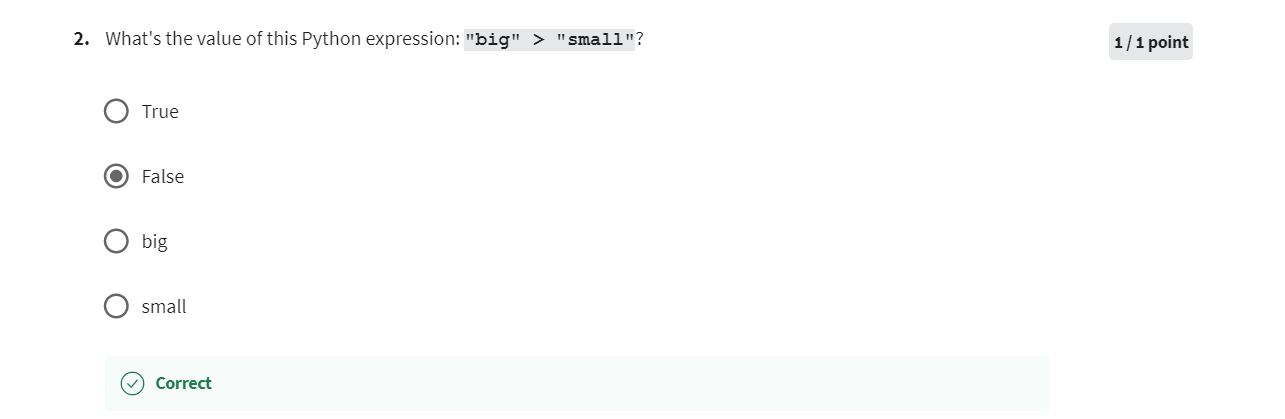 2. What's the value of this Python expression: "big" > "small"?
1 / 1 point
True
False
big
small
Correct